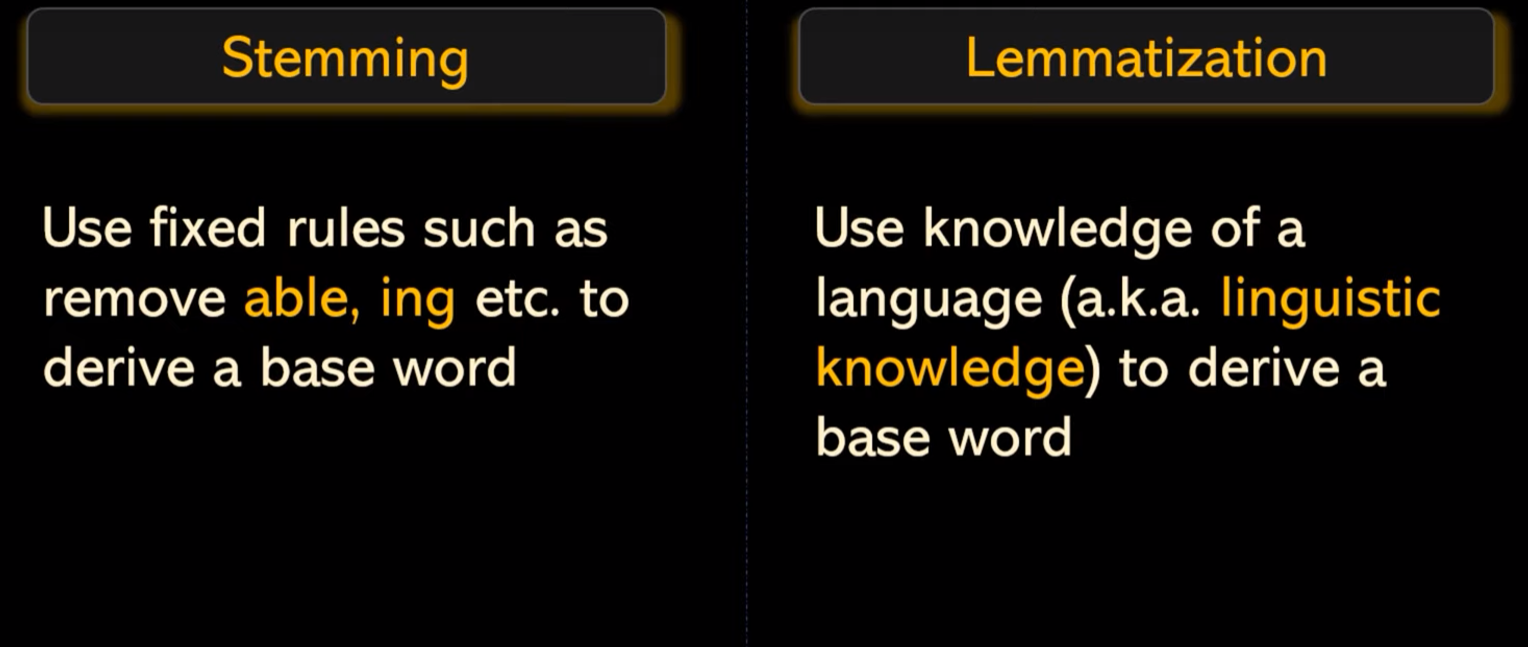 Stemming
Use fixed rules such as
remove able, ing etc. to
derive a base word
Lemmatization
Use knowledge of a
language (a.k.a. linguistic
knowledge) to derive a
base word